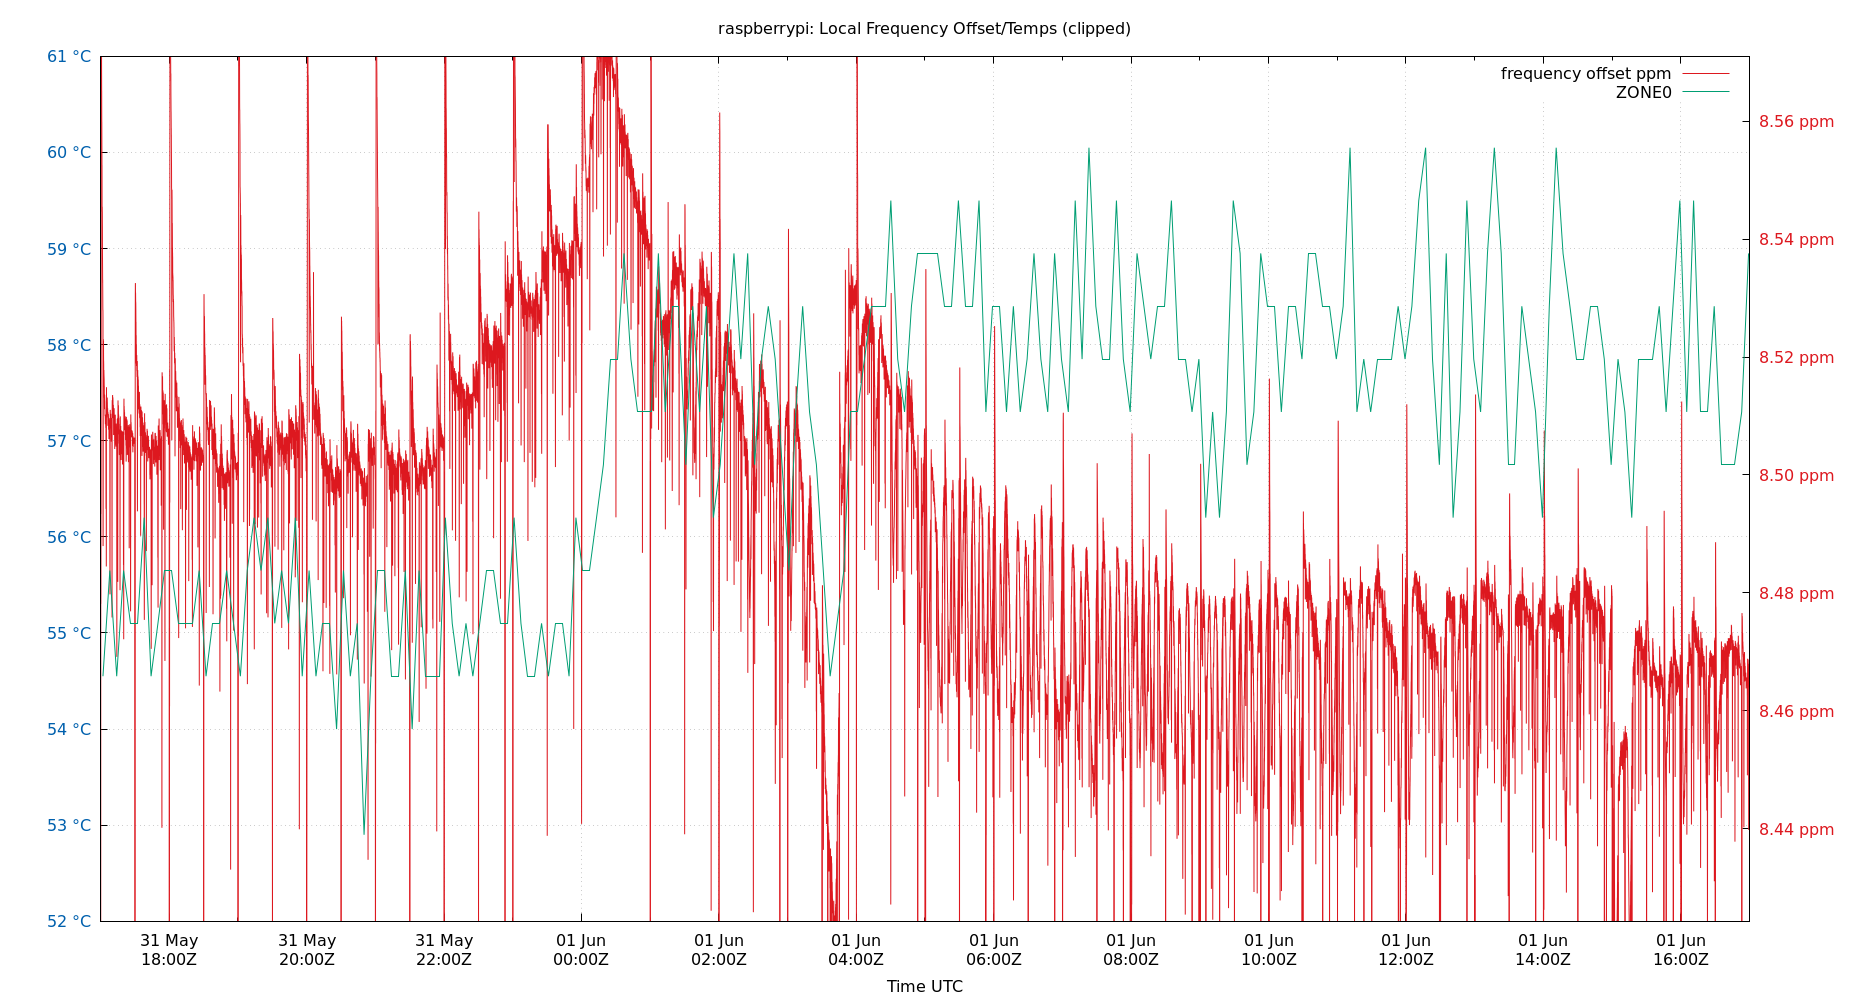 raspberrypi: Local Frequency Offset/Temps (clipped)
61 °C
60 °C
59 °C
58 °C
57 °C
56 °C
55 °C
54 °C
53 °C
52 °C
frequency offset ppm
ZONE0
8.56 ppm
8.54 ppm
8.52 ppm
8.50 ppm
8.48 ppm
8.46 ppm
8.44 ppm
31 May
18:00Z
31 May
20:00Z
31 May
22:00Z
01 Jun
00:00Z
01 Jun
02:00Z
01 Jun
04:00Z
01 Jun
06:00Z
01 Jun
08:00Z
01 Jun
10:00Z
01 Jun
12:00Z
01 Jun
14:00Z
01 Jun
16:00Z
Time UTC